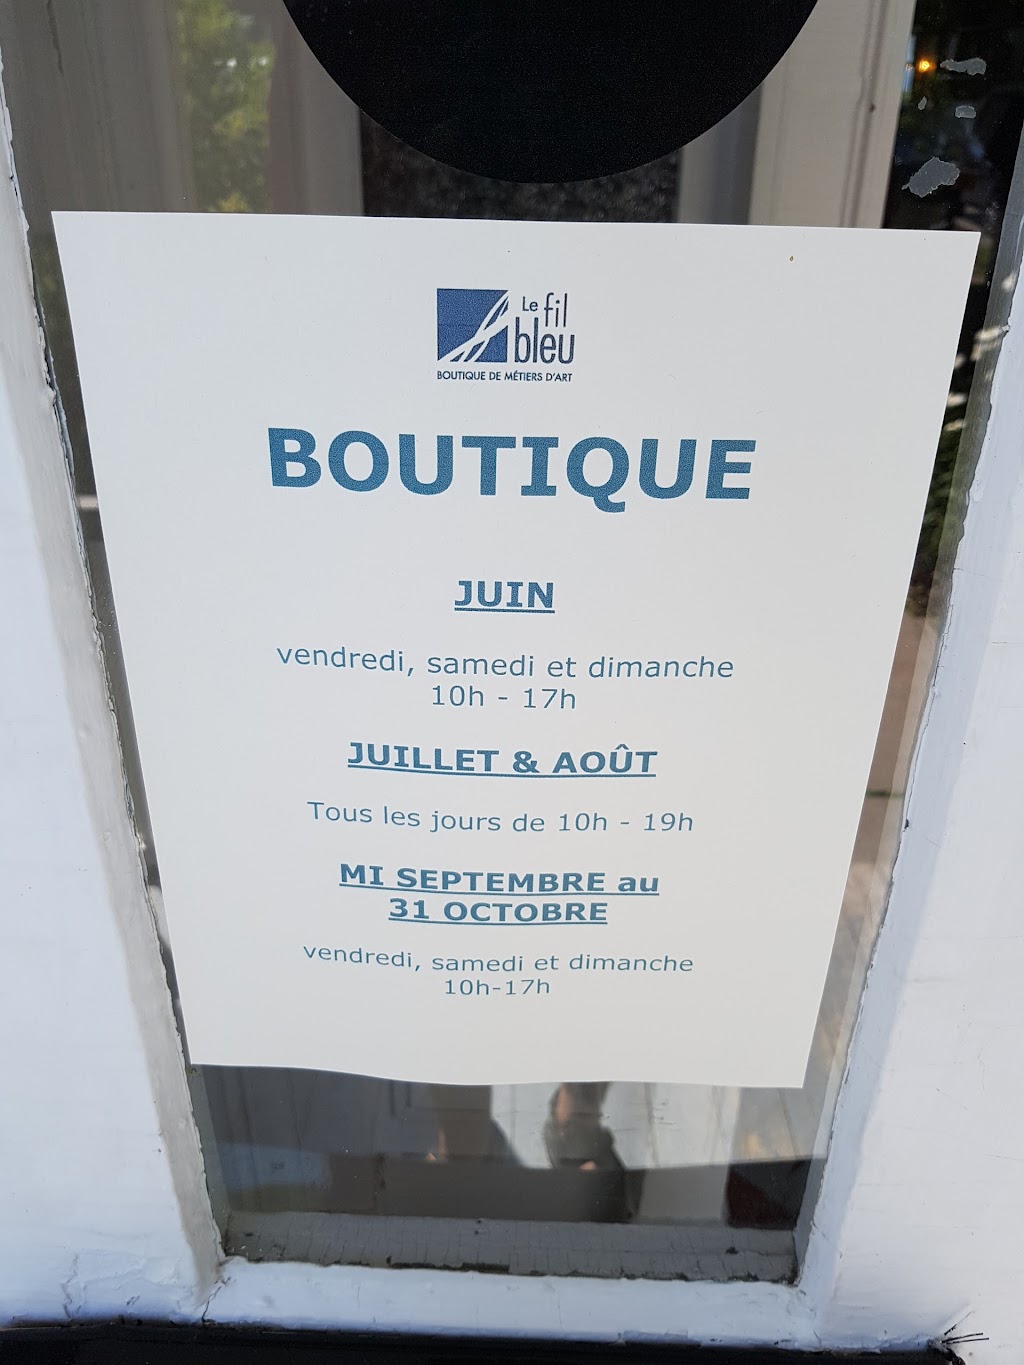 Le fil
bleu
BOUTIQUE DE MÉTIERS D'ART
BOUTIQUE
JUIN
vendredi, samedi et dimanche
10h - 17h
JUILLET & AOÛT
Tous les jours de 10h - 19h
MI SEPTEMBRE au
31 OCTOBRE
vendredi, samedi et dimanche
10h-17h